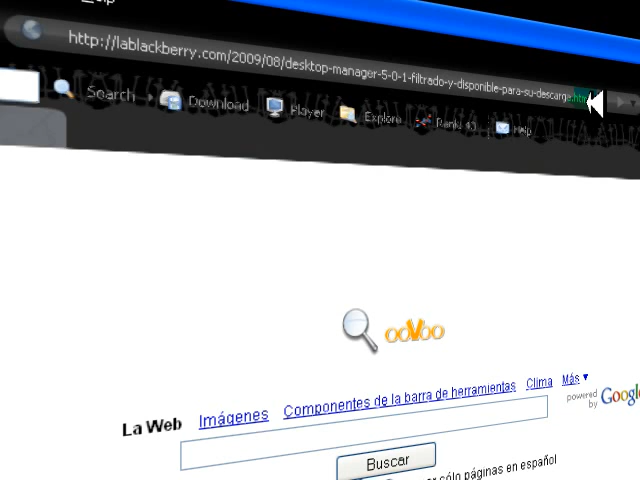 http://lablackberry.com/2009/08/desktop-manager-5-0-1-filtrado-y-disponible-para-su-descarga.html
Search Download Player Explore Rank Help
ooVoo
La Web Imágenes Componentes de la barra de herramientas Clima Más
powered by Google
Buscar
sólo páginas en español